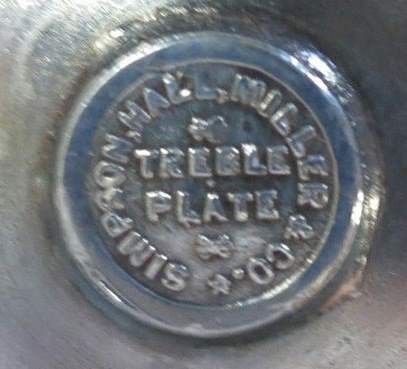 SIMPSON, HALL, MILLER & CO.
TREBLE
PLATE